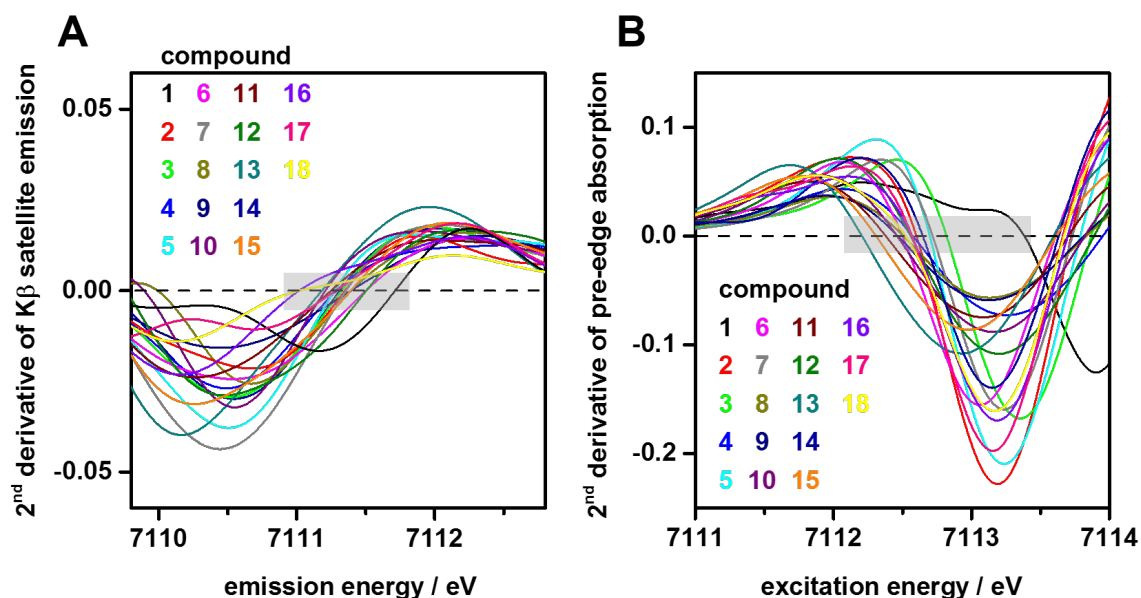 A
compound
1 6 11 16
2 7 12 17
3 8 13 18
4 9 14
5 10 15
0.05
0.00
-0.05
2nd derivative of Kβ satellite emission
7110 7111 7112
emission energy / eV
B
0.1
0.0
-0.1
-0.2
2nd derivative of pre-edge absorption
compound
1 6 11 16
2 7 12 17
3 8 13 18
4 9 14
5 10 15
7111 7112 7113 7114
excitation energy / eV